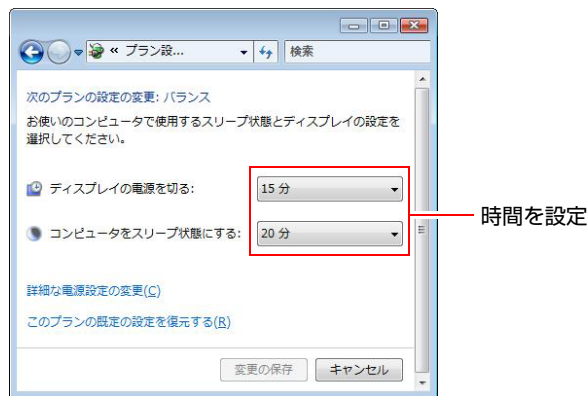 « プラン設...
検索
次のプランの設定の変更: バランス
お使いのコンピュータで使用するスリープ状態とディスプレイの設定を
選択してください。
ディスプレイの電源を切る: 15 分
時間を設定
コンピュータをスリープ状態にする: 20 分
詳細な電源設定の変更(C)
このプランの既定の設定を復元する(R)
変更の保存 キャンセル